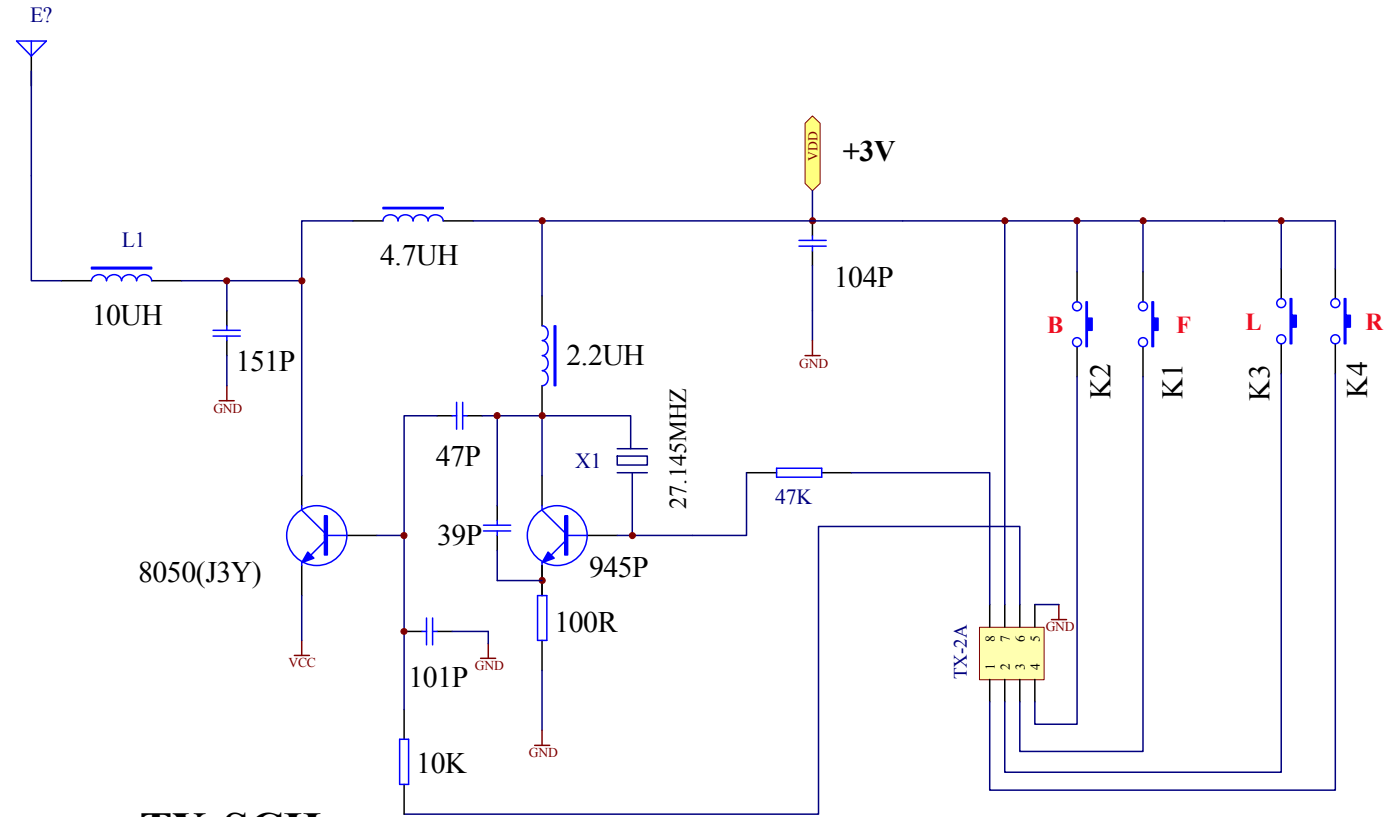 E?
VDD
+3V
L1
10UH
4.7UH
104P
GND
151P
GND
2.2UH
B
F
L
R
K2
K1
K3
K4
47P
X1
27.145MHZ
47K
39P
8050(J3Y)
945P
100R
VCC
101P
GND
GND
10K
TX-2A
8 7 6 5
1 2 3 4
GND